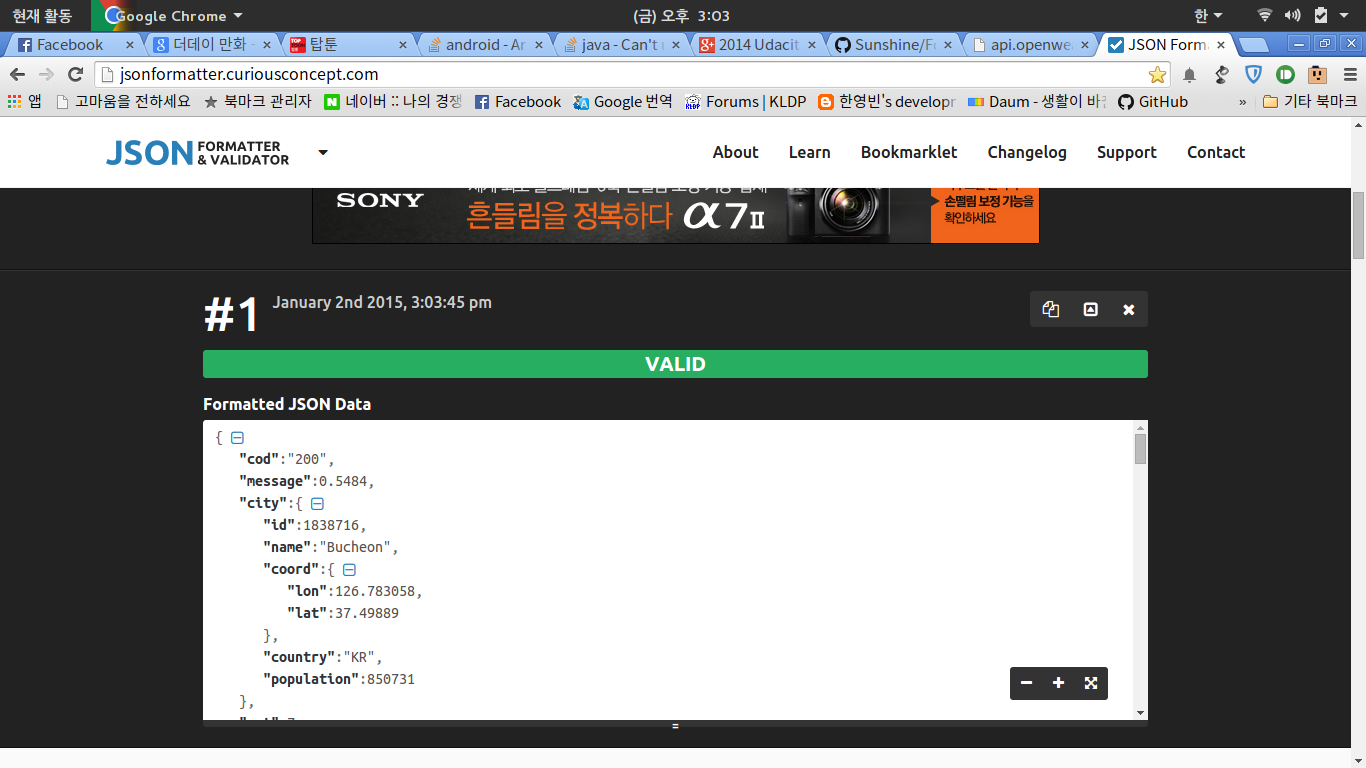 현재 활동 Google Chrome (금) 오후 3:03 한
Facebook 더데이 만화 탑툰 android - Ar java - Can't 2014 Udacit Sunshine/F api.openwe JSON Form
jsonformatter.curiousconcept.com
앱 고마움을 전하세요 북마크 관리자 네이버 :: 나의 경쟁 Facebook Google 번역 Forums | KLDP 한영빈's developr Daum - 생활이 바 GitHub » 기타 북마크
JSON FORMATTER & VALIDATOR About Learn Bookmarklet Changelog Support Contact
SONY
흔들림을 정복하다 α7II
손떨림 보정 기능을
확인하세요
#1 January 2nd 2015, 3:03:45 pm
VALID
Formatted JSON Data
{
"cod":"200",
"message":0.5484,
"city":{
"id":1838716,
"name":"Bucheon",
"coord":{
"lon":126.783058,
"lat":37.49889
},
"country":"KR",
"population":850731
},